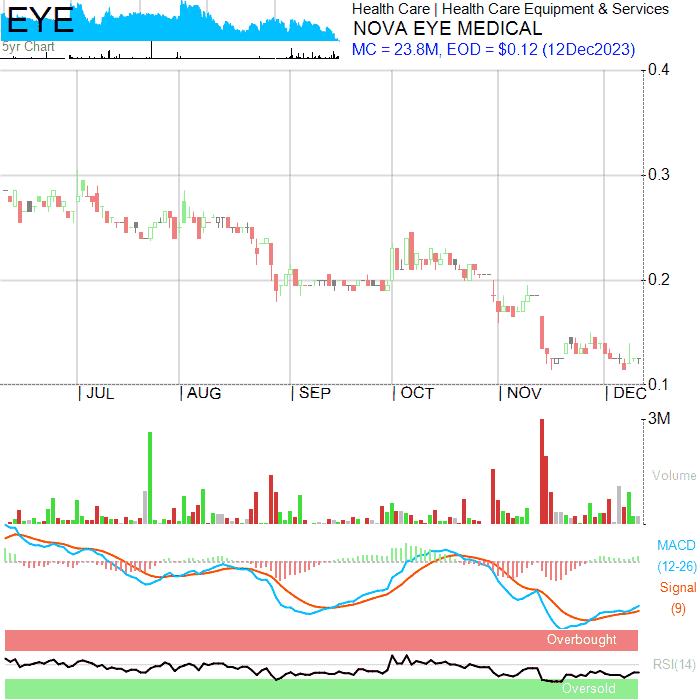 EYE
5yr Chart
Health Care | Health Care Equipment & Services
NOVA EYE MEDICAL
MC = 23.8M, EOD = $0.12 (12Dec2023)
0.4
0.3
0.2
0.1
| JUL | AUG | SEP | OCT | NOV | DEC
3M
Volume
MACD
(12-26)
Signal
(9)
Overbought
RSI(14)
Oversold